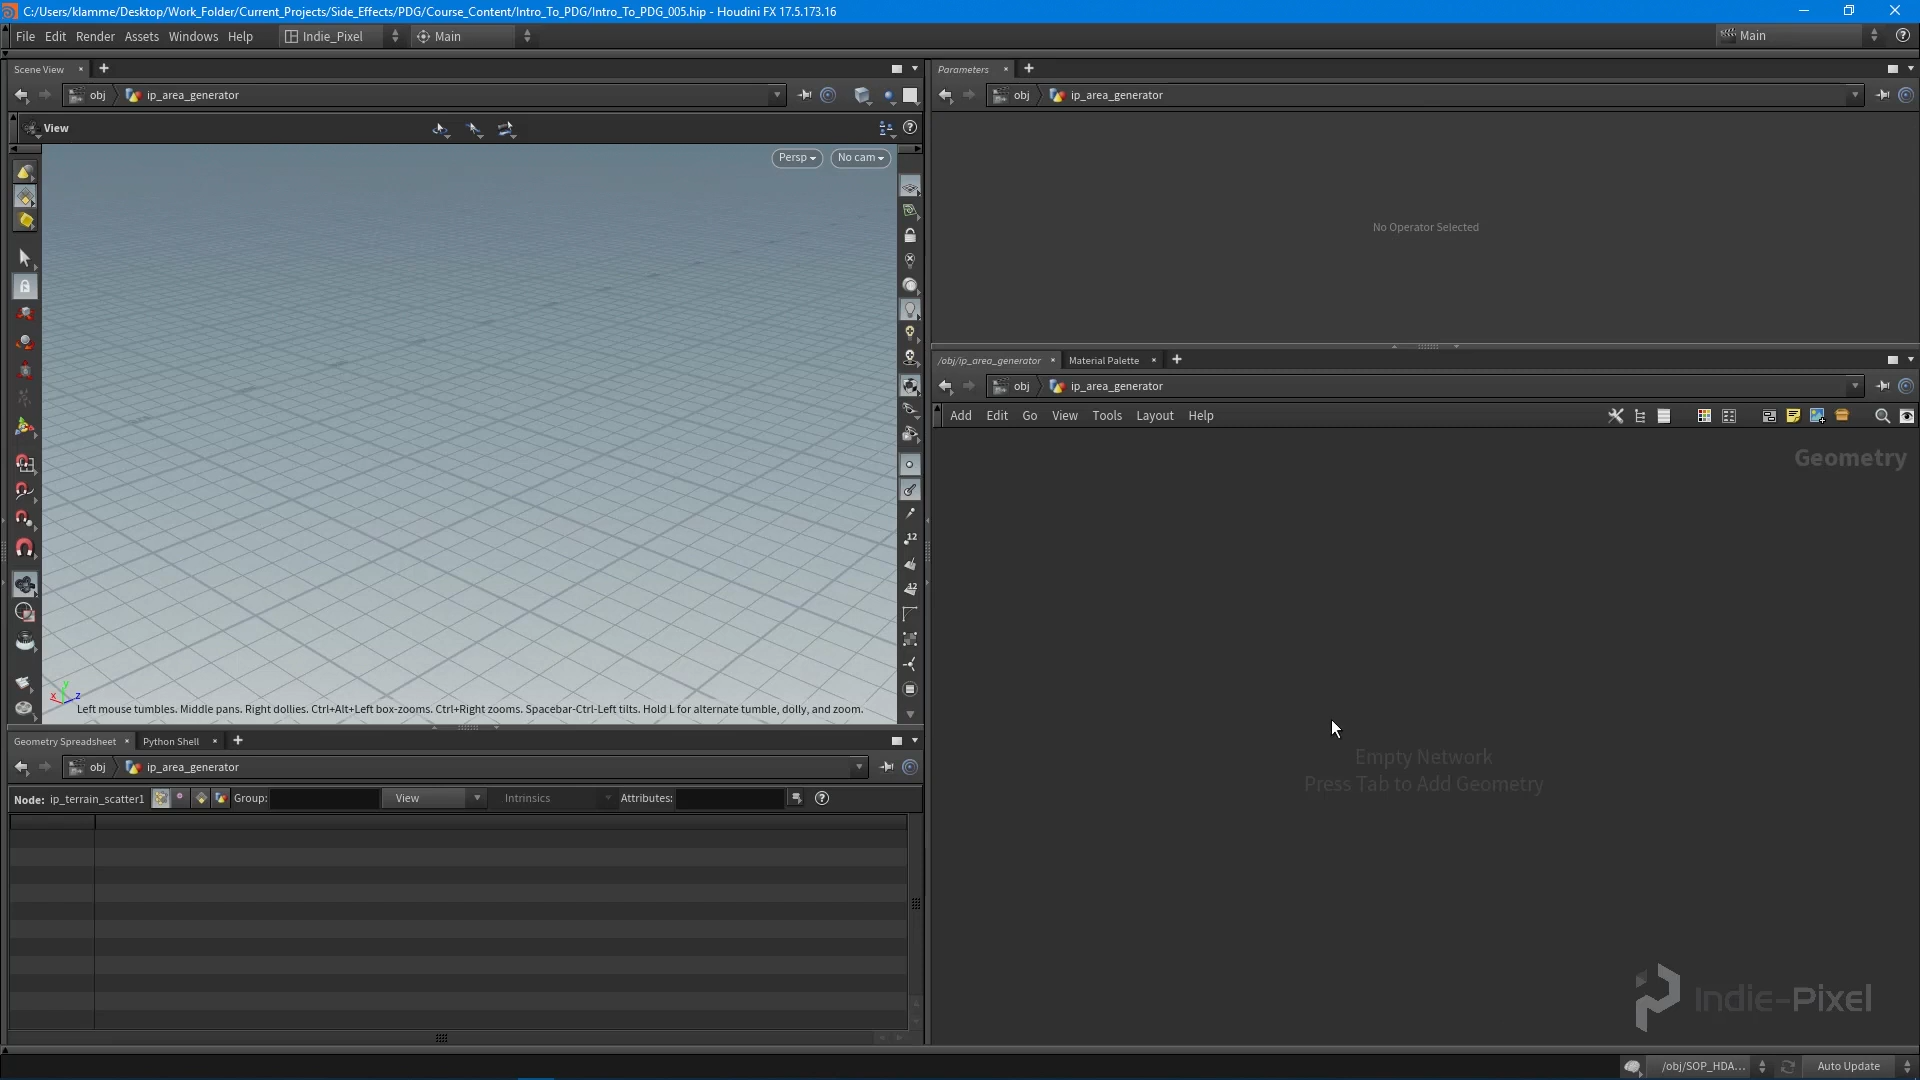 C:/Users/klamme/Desktop/Work_Folder/Current_Projects/Side_Effects/PDG/Course_Content/Intro_To_PDG/Intro_To_PDG_005.hip - Houdini FX 17.5.173.16
File Edit Render Assets Windows Help Indie_Pixel Main Main
Scene View
obj ip_area_generator
View
Persp No cam
12
12
x y z
Left mouse tumbles. Middle pans. Right dollies. Ctrl+Alt+Left box-zooms. Ctrl+Right zooms. Spacebar-Ctrl-Left tilts. Hold L for alternate tumble, dolly, and zoom.
Geometry Spreadsheet Python Shell
obj ip_area_generator
Node: ip_terrain_scatter1 Group: View Intrinsics Attributes:
Parameters
obj ip_area_generator
No Operator Selected
/obj/ip_area_generator Material Palette
obj ip_area_generator
Add Edit Go View Tools Layout Help
Geometry
Empty Network
Press Tab to Add Geometry
Indie-Pixel
/obj/SOP_HDA... Auto Update